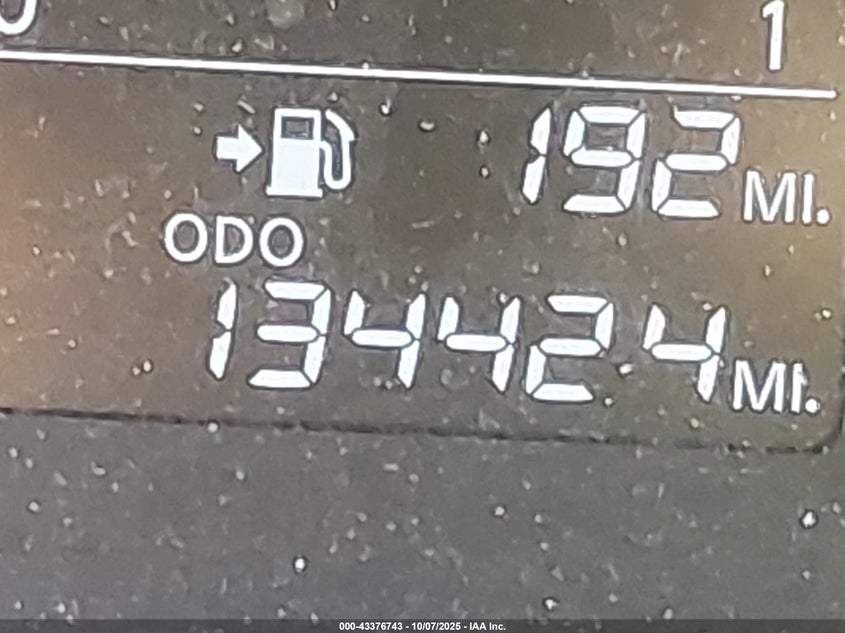 1
192 MI.
ODO
134424 MI.
000-43376743 - 10/07/2025 - IAA Inc.